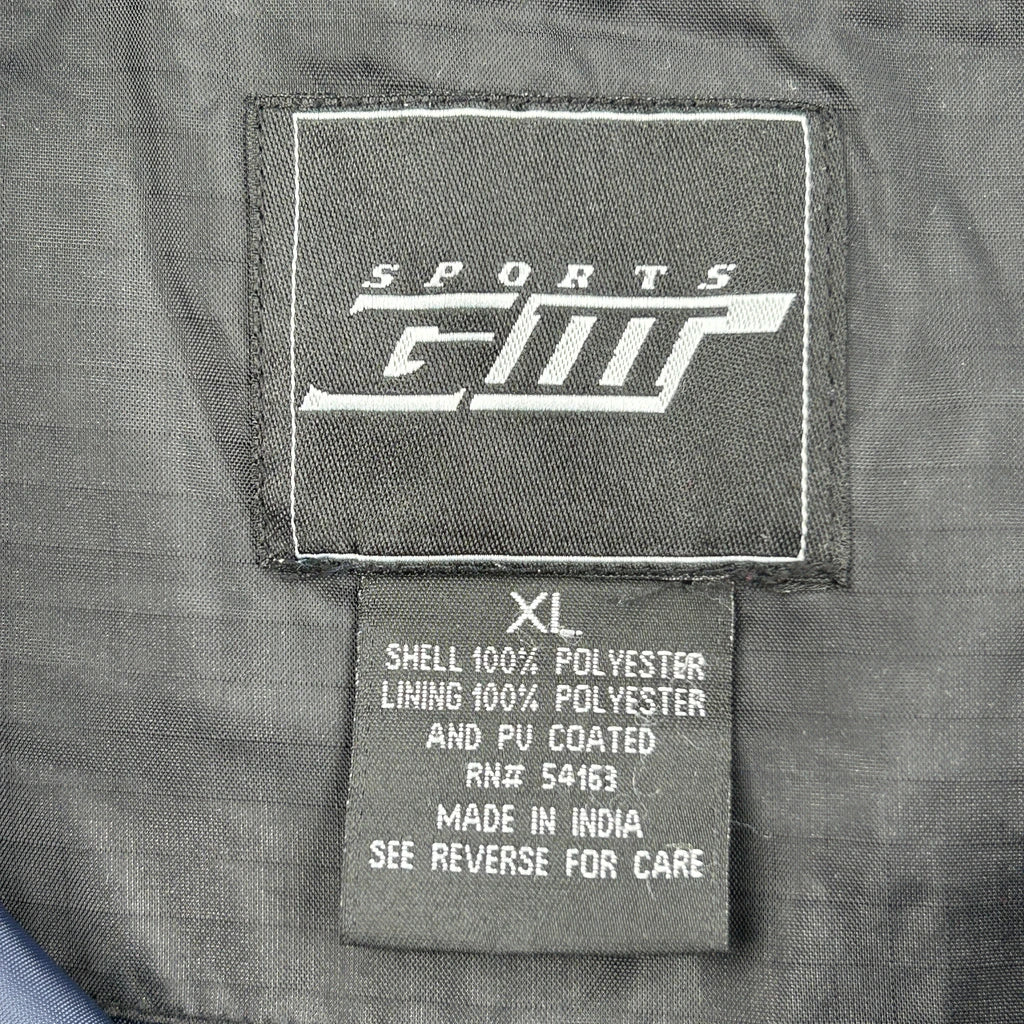 SPORTS
XL
SHELL 100% POLYESTER
LINING 100% POLYESTER
AND PU COATED
RN# 54163
MADE IN INDIA
SEE REVERSE FOR CARE